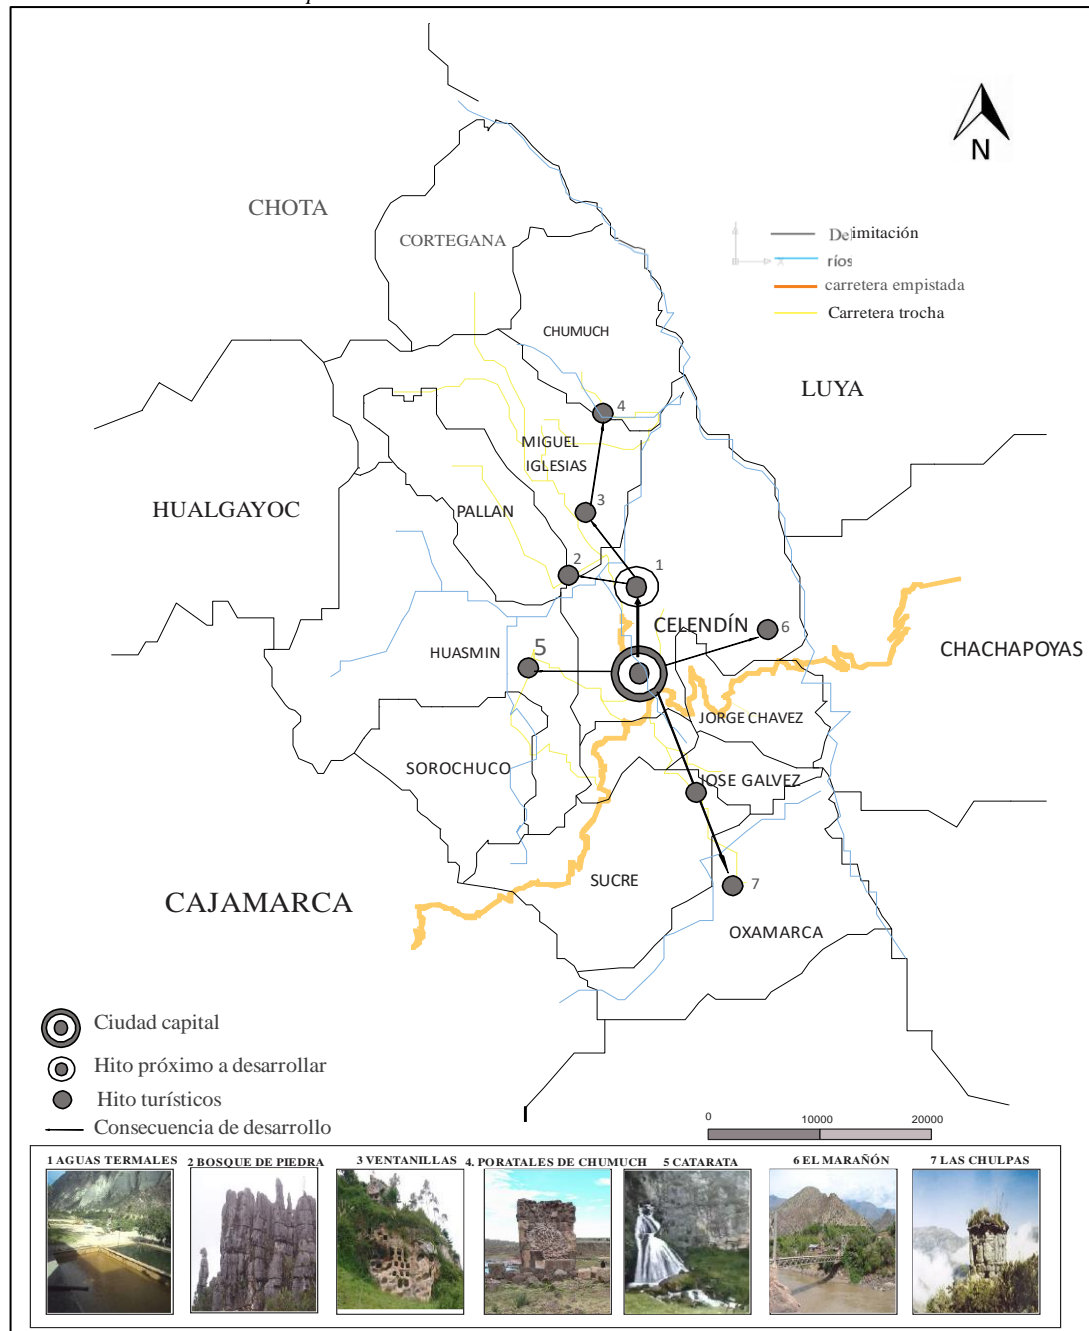 N
CHOTA
CORTEGANA
Delimitación
ríos
carretera empistada
Carretera trocha
CHUMUCH
LUYA
4
MIGUEL
IGLESIAS
HUALGAYOC
3
PALLAN
2
1
CELENDÍN
6
CHACHAPOYAS
HUASMIN
5
JORGE CHAVEZ
SOROCHUCO
JOSE GALVEZ
SUCRE
7
CAJAMARCA
OXAMARCA
Ciudad capital
Hito próximo a desarrollar
Hito turísticos
Consecuencia de desarrollo
0 10000 20000
1 AGUAS TERMALES 2 BOSQUE DE PIEDRA 3 VENTANILLAS 4. PORATALES DE CHUMUCH 5 CATARATA 6 EL MARAÑÓN 7 LAS CHULPAS